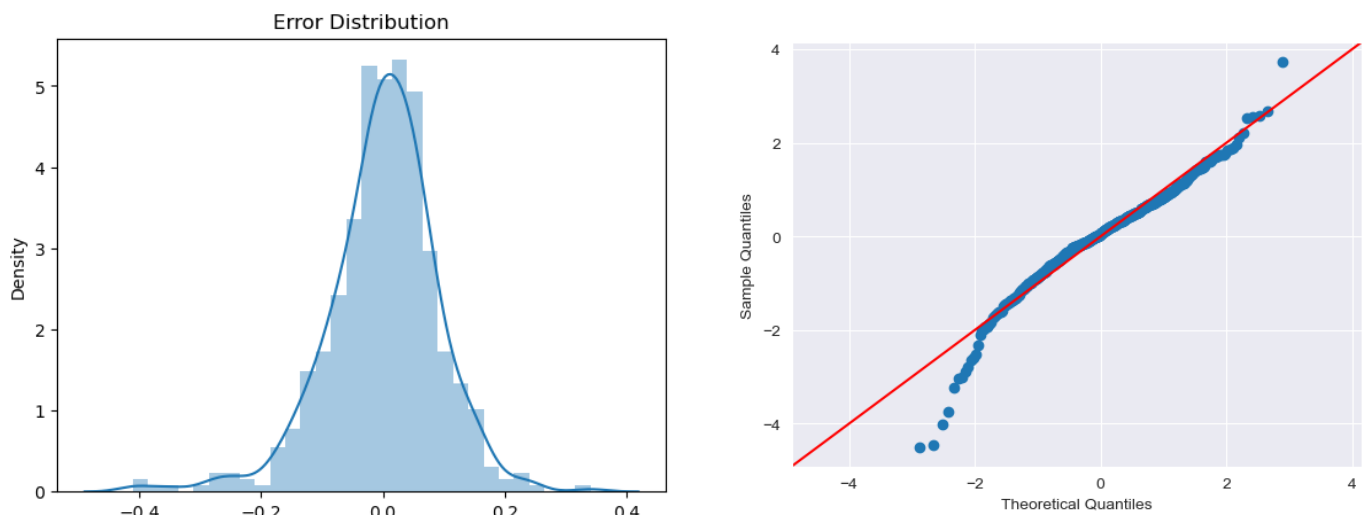 Error Distribution
Density
5
4
3
2
1
0
−0.4 −0.2 0.0 0.2 0.4
Sample Quantiles
4
2
0
−2
−4
−4 −2 0 2 4
Theoretical Quantiles